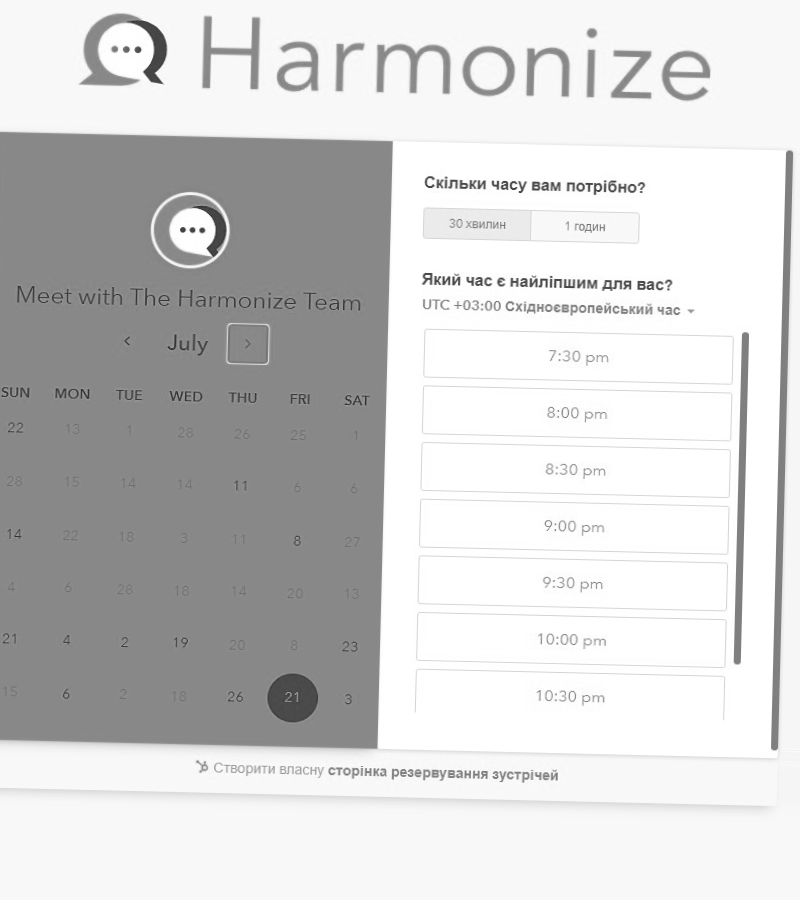 Harmonize
Meet with The Harmonize Team
July
SUN MON TUE WED THU FRI SAT
22 13 1 28 26 25 1
28 15 14 14 11 6 6
14 22 18 3 11 8 27
4 6 28 18 14 20 13
21 4 2 19 20 8 23
15 6 2 18 26 21 3
Скільки часу вам потрібно?
30 хвилин 1 годин
Який час є найліпшим для вас?
UTC +03:00 Східноєвропейський час
7:30 pm
8:00 pm
8:30 pm
9:00 pm
9:30 pm
10:00 pm
10:30 pm
Створити власну сторінка резервування зустрічей